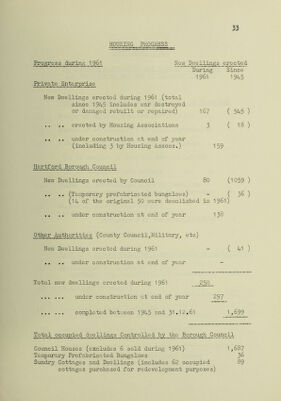 33
HOUSING PROGRESS
Progress during 1961 New Dwellings erected
During Since
1961 1945
Private Enterprise
New Dwellings erected during 1961 (total
since 1945 includes war destroyed
or damaged rebuilt or repaired) 167 ( 545 )
.. .. erected by Housing Associations 3 ( 18 )
.. .. under construction at end of year
(including 3 by Housing Assocs.) 159
Hertford Borough Council
New Dwellings erected by Council 80 (1059 )
.. .. (Temporary prefabricated bungalows) - ( 36 )
(14 of the original 50 were demolished in 1961)
.. .. under construction at end of year 138
Other Authorities (County Council, Military, etc)
New Dwellings erected during 1961 - ( 41 )
.. .. under construction at end of year -
Total new dwellings erected during 1961 250
... ... under construction at end of year 297
... ... completed between 1945 and 31.12.61 1,699
Total occupied dwellings Controlled by the Borough Council
Council Houses (excludes 6 sold during 1961) 1,687
Temporary Prefabricated Bungalows 36
Sundry Cottages and Dwellings (includes 62 occupied 89
cottages purchased for redevelopment purposes)